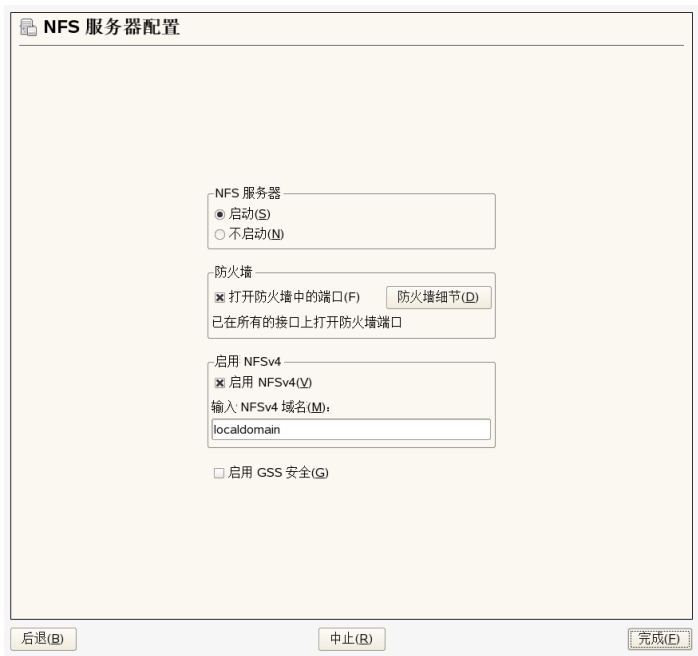 NFS 服务器配置
NFS 服务器
启动(S)
不启动(N)
防火墙
打开防火墙中的端口(F)
防火墙细节(D)
已在所有的接口上打开防火墙端口
启用 NFSv4
启用 NFSv4(V)
输入 NFSv4 域名(M)：
localdomain
启用 GSS 安全(G)
后退(B)
中止(R)
完成(F)